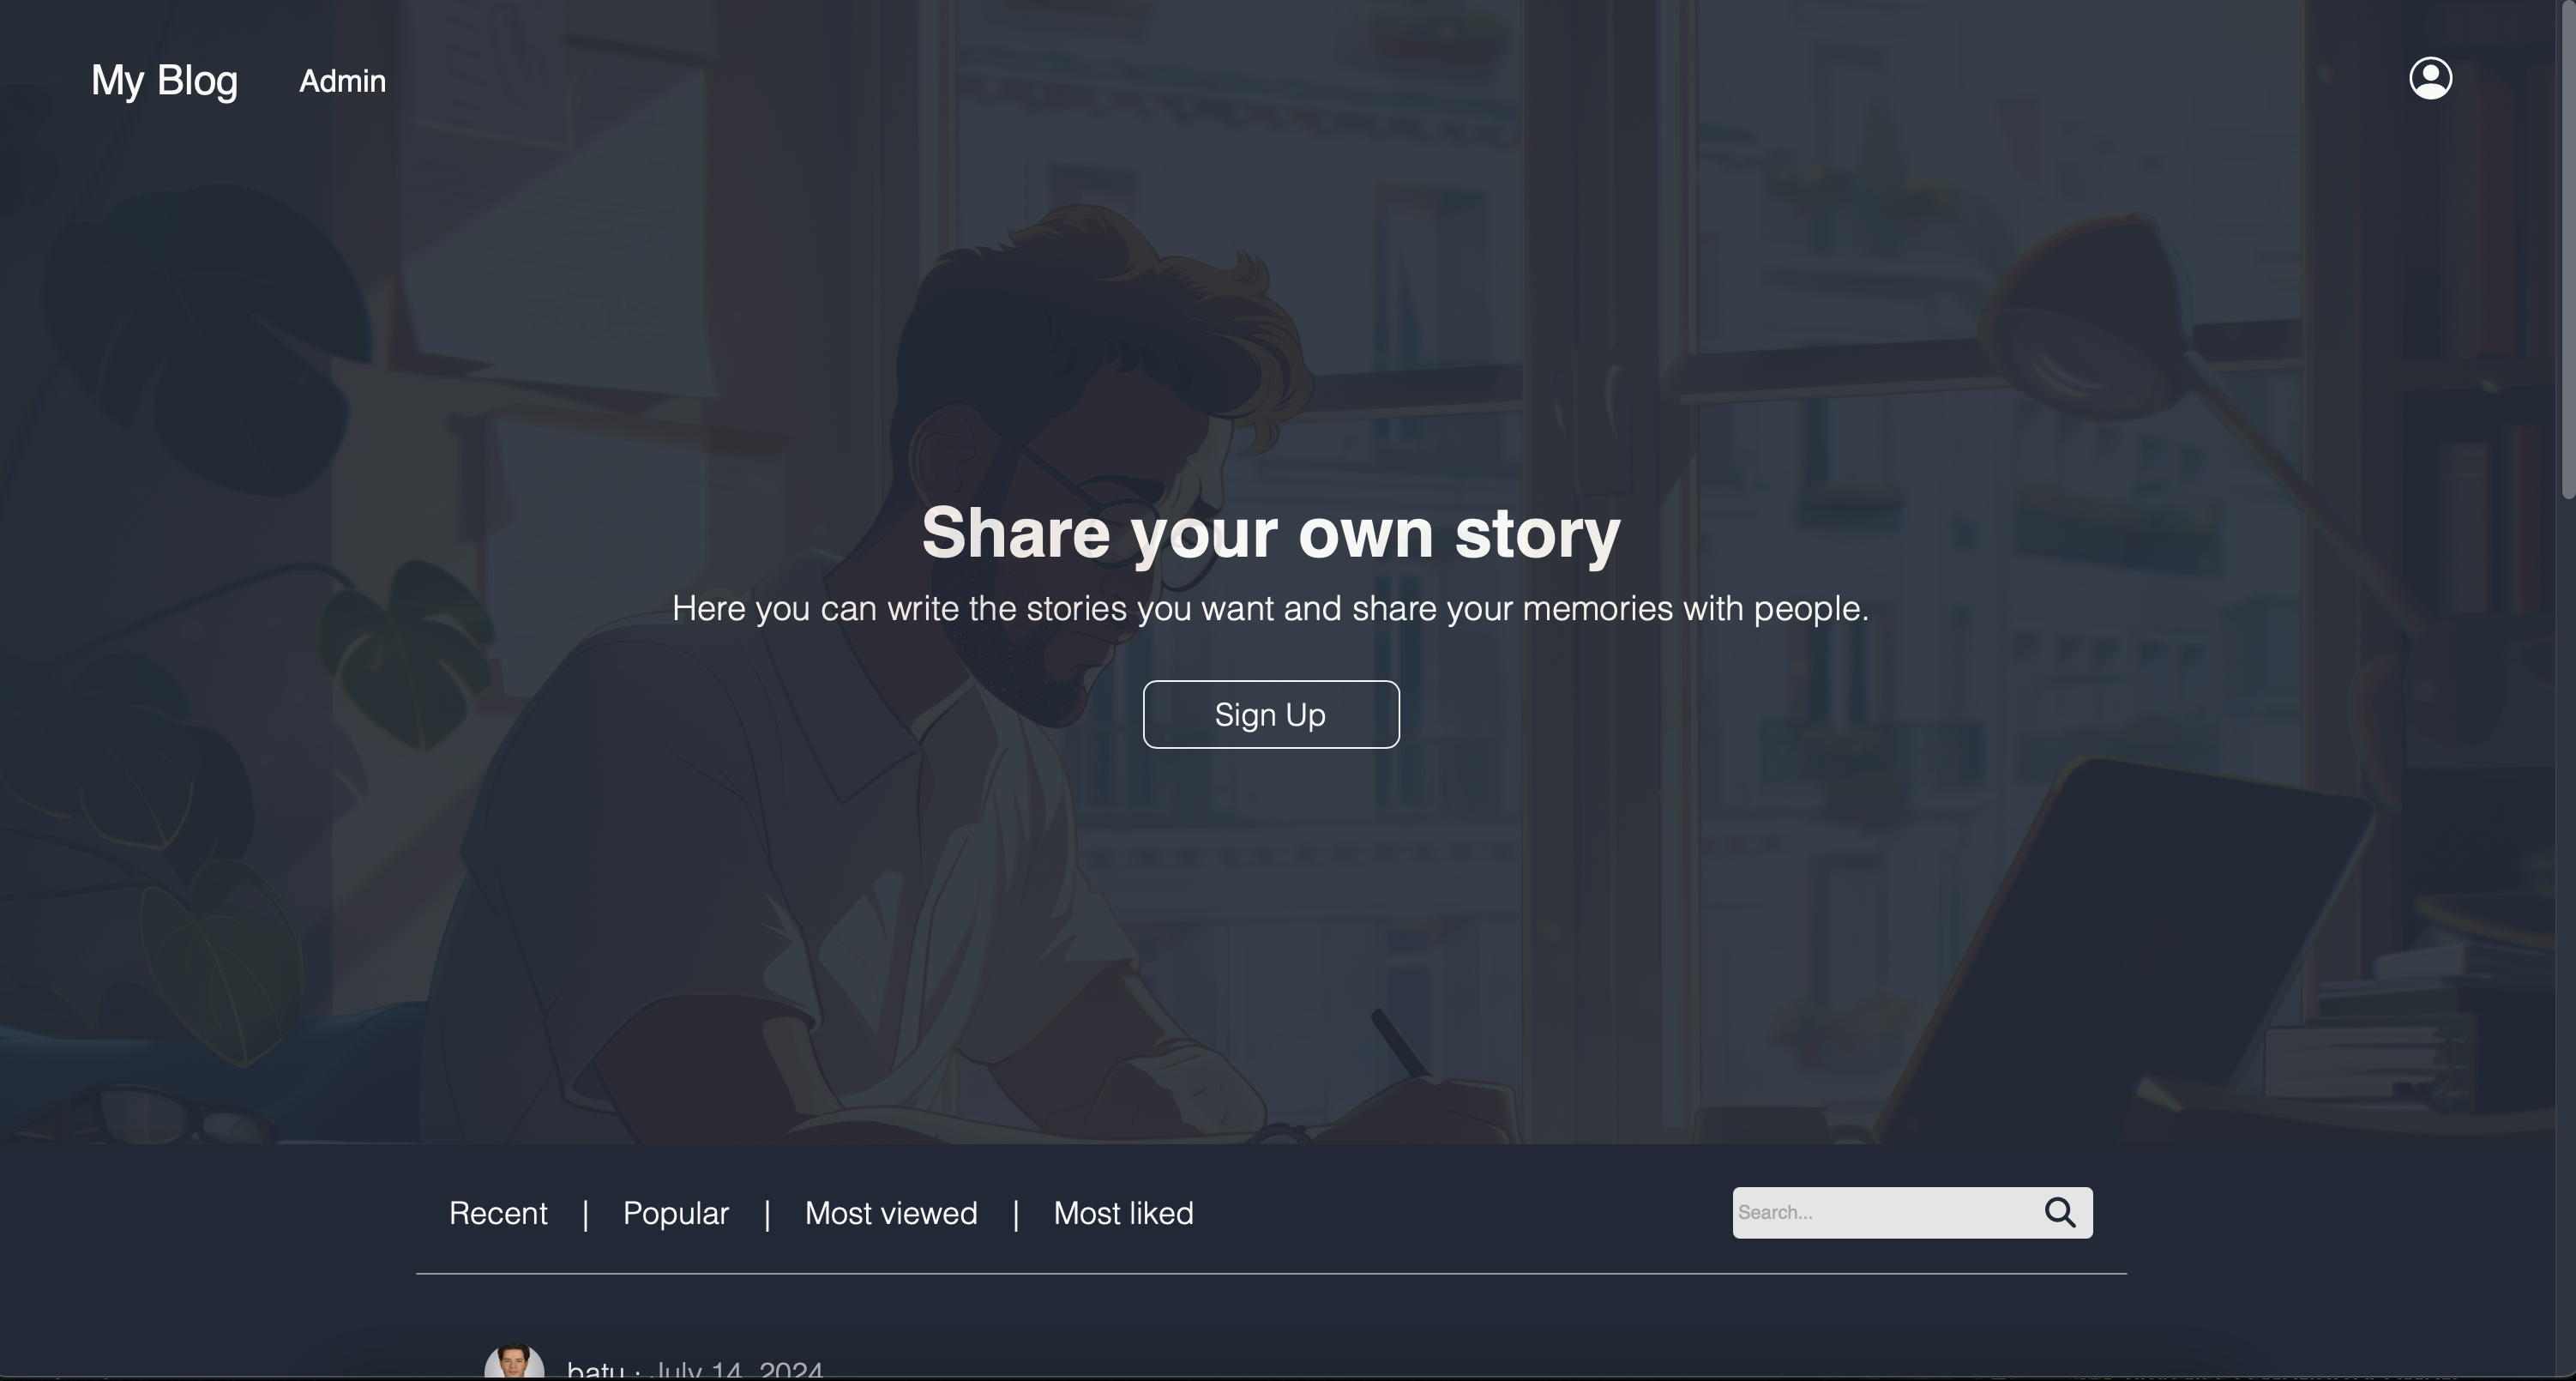 My Blog Admin
Share your own story
Here you can write the stories you want and share your memories with people.
Sign Up
Recent | Popular | Most viewed | Most liked
Search...
batu · July 14, 2024